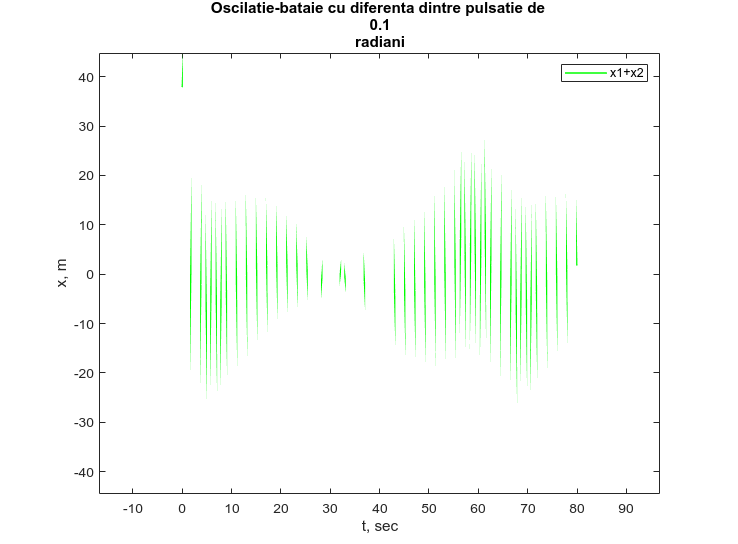 Oscilatie-bataie cu diferenta dintre pulsatie de
0.1
radiani
x1+x2
40
30
20
10
0
-10
-20
-30
-40
x, m
-10 0 10 20 30 40 50 60 70 80 90
t, sec